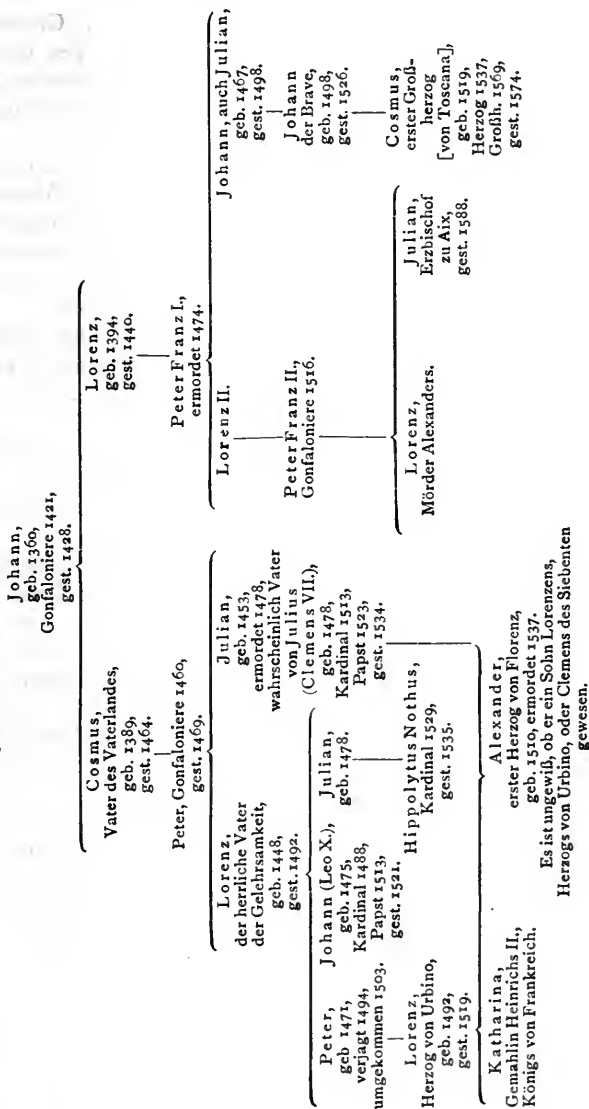 Johann,
geb. 1360,
Gonfaloniere 1421,
gest. 1428.
Cosmus,
Vater des Vaterlandes,
geb. 1389,
gest. 1464.
Peter, Gonfaloniere 1460,
gest. 1469.
Lorenz,
der herrliche Vater
der Gelehrsamkeit,
geb. 1448,
gest. 1492.
Peter,
geb 1471,
verjagt 1494,
umgekommen 1503.
Lorenz,
Herzog von Urbino,
geb. 1492,
gest. 1519.
Katharina,
Gemahlin Heinrichs II.,
Königs von Frankreich.
Johann (Leo X.),
geb. 1475,
Kardinal 1488,
Papst 1513,
gest. 1521.
Julian,
geb. 1478.
Hippolytus Nothus,
Kardinal 1529,
gest. 1535.
Julian,
geb. 1453,
ermordet 1478,
wahrscheinlich Vater
von Julius
(Clemens VII.),
geb. 1478,
Kardinal 1513,
Papst 1523,
gest. 1534.
Alexander,
erster Herzog von Florenz,
geb. 1510, ermordet 1537.
Es ist ungewiß, ob er ein Sohn Lorenzens,
Herzogs von Urbino, oder Clemens des Siebenten
gewesen.
Lorenz,
geb. 1394,
gest. 1440.
Peter Franz I.,
ermordet 1474.
Lorenz II.
Peter Franz II.,
Gonfaloniere 1516.
Lorenz,
Mörder Alexanders.
Julian,
Erzbischof
zu Aix,
gest. 1588.
Johann, auch Julian,
geb. 1467,
gest. 1498.
Johann
der Brave,
geb. 1498,
gest. 1526.
Cosmus,
erster Groß-
herzog
[von Toscana],
geb. 1519,
Herzog 1537,
Großh. 1569,
gest. 1574.